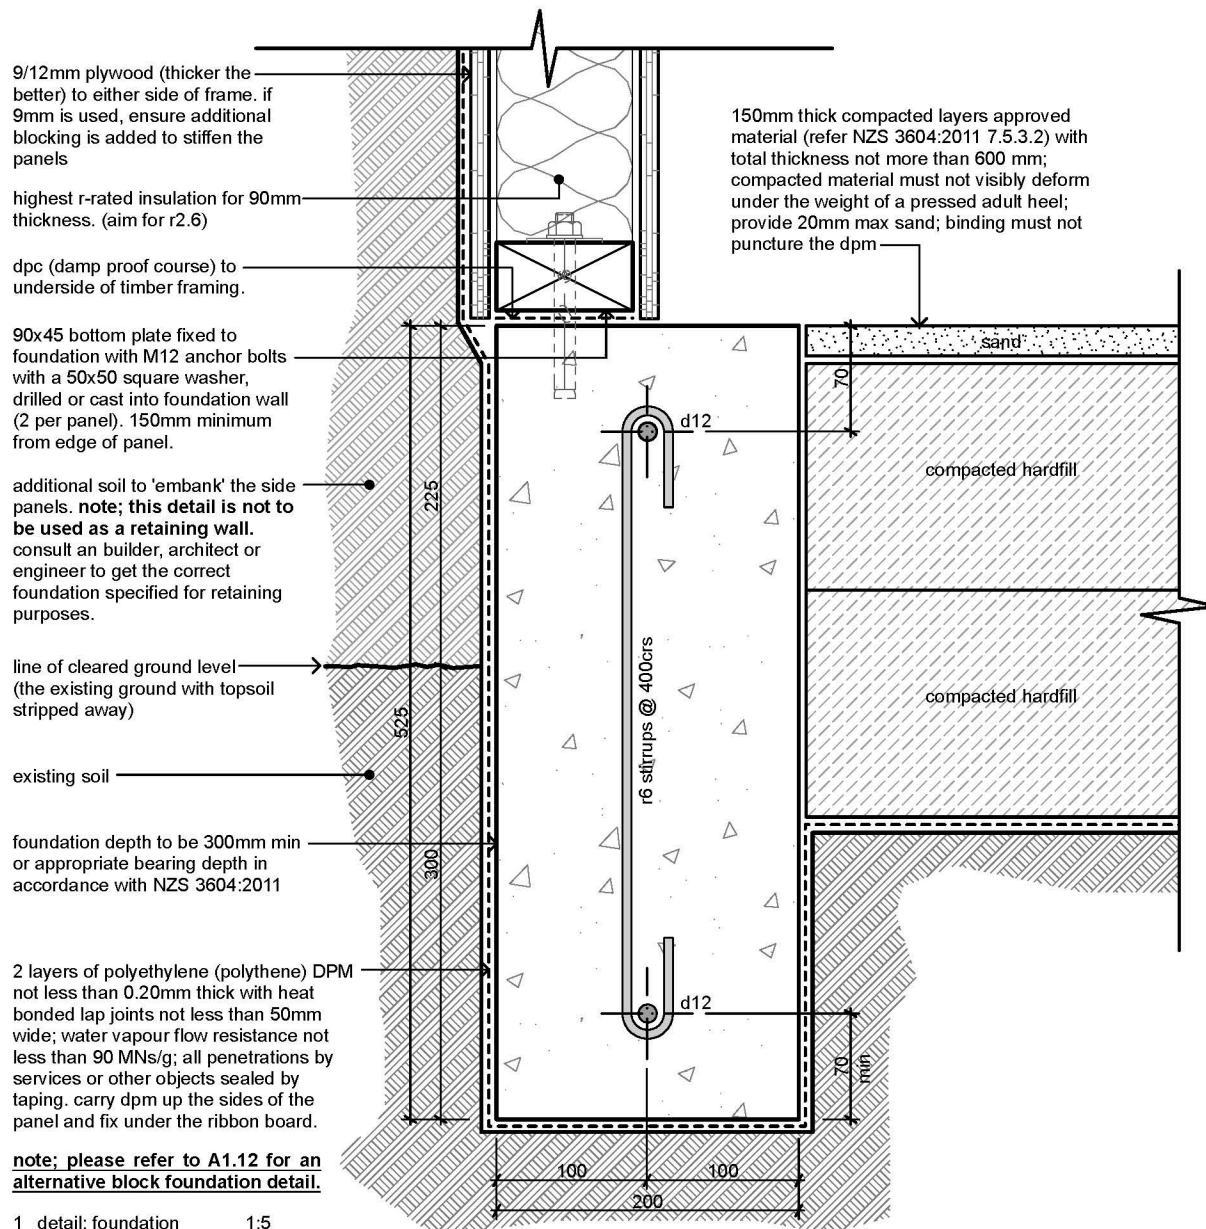 9/12mm plywood (thicker the
better) to either side of frame. if
9mm is used, ensure additional
blocking is added to stiffen the
panels
highest r-rated insulation for 90mm
thickness. (aim for r2.6)
dpc (damp proof course) to
underside of timber framing.
90x45 bottom plate fixed to
foundation with M12 anchor bolts
with a 50x50 square washer,
drilled or cast into foundation wall
(2 per panel). 150mm minimum
from edge of panel.
additional soil to 'embank' the side
panels. note; this detail is not to
be used as a retaining wall.
consult an builder, architect or
engineer to get the correct
foundation specified for retaining
purposes.
line of cleared ground level
(the existing ground with topsoil
stripped away)
existing soil
foundation depth to be 300mm min
or appropriate bearing depth in
accordance with NZS 3604:2011
2 layers of polyethylene (polythene) DPM
not less than 0.20mm thick with heat
bonded lap joints not less than 50mm
wide; water vapour flow resistance not
less than 90 MNs/g; all penetrations by
services or other objects sealed by
taping. carry dpm up the sides of the
panel and fix under the ribbon board.
note; please refer to A1.12 for an
alternative block foundation detail.
1 detail: foundation 1:5
150mm thick compacted layers approved
material (refer NZS 3604:2011 7.5.3.2) with
total thickness not more than 600 mm;
compacted material must not visibly deform
under the weight of a pressed adult heel;
provide 20mm max sand; binding must not
puncture the dpm
sand
70
d12
compacted hardfill
225
r6 stirrups @ 400crs
compacted hardfill
525
300
d12
70
min
100
100
200